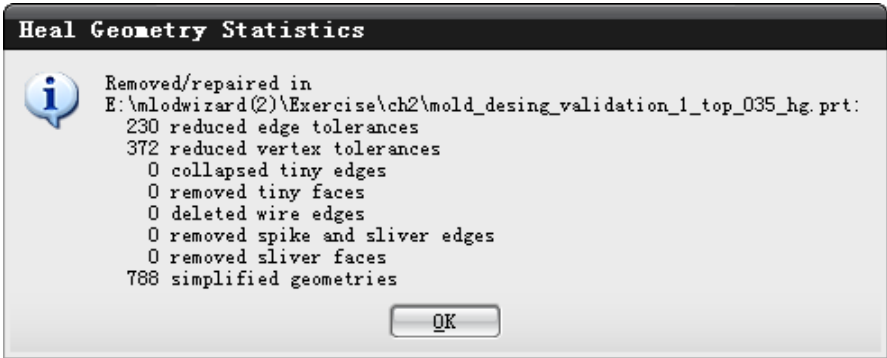 Heal Geometry Statistics
Removed/repaired in
E:\mlodwizard(2)\Exercise\ch2\mold_desing_validation_1_top_035_hg.prt:
230 reduced edge tolerances
372 reduced vertex tolerances
0 collapsed tiny edges
0 removed tiny faces
0 deleted wire edges
0 removed spike and sliver edges
0 removed sliver faces
788 simplified geometries
OK